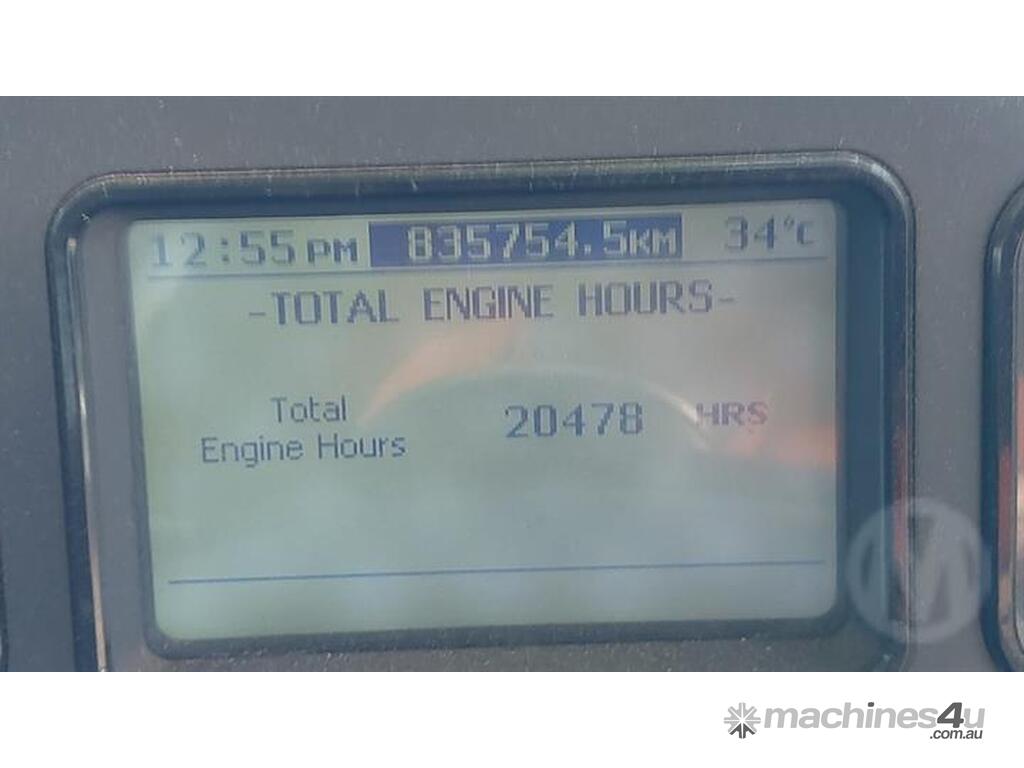 12:55PM 835754.5KM 34°C
-TOTAL ENGINE HOURS-
Total
Engine Hours 20478 HRS
M
machines4u
.com.au